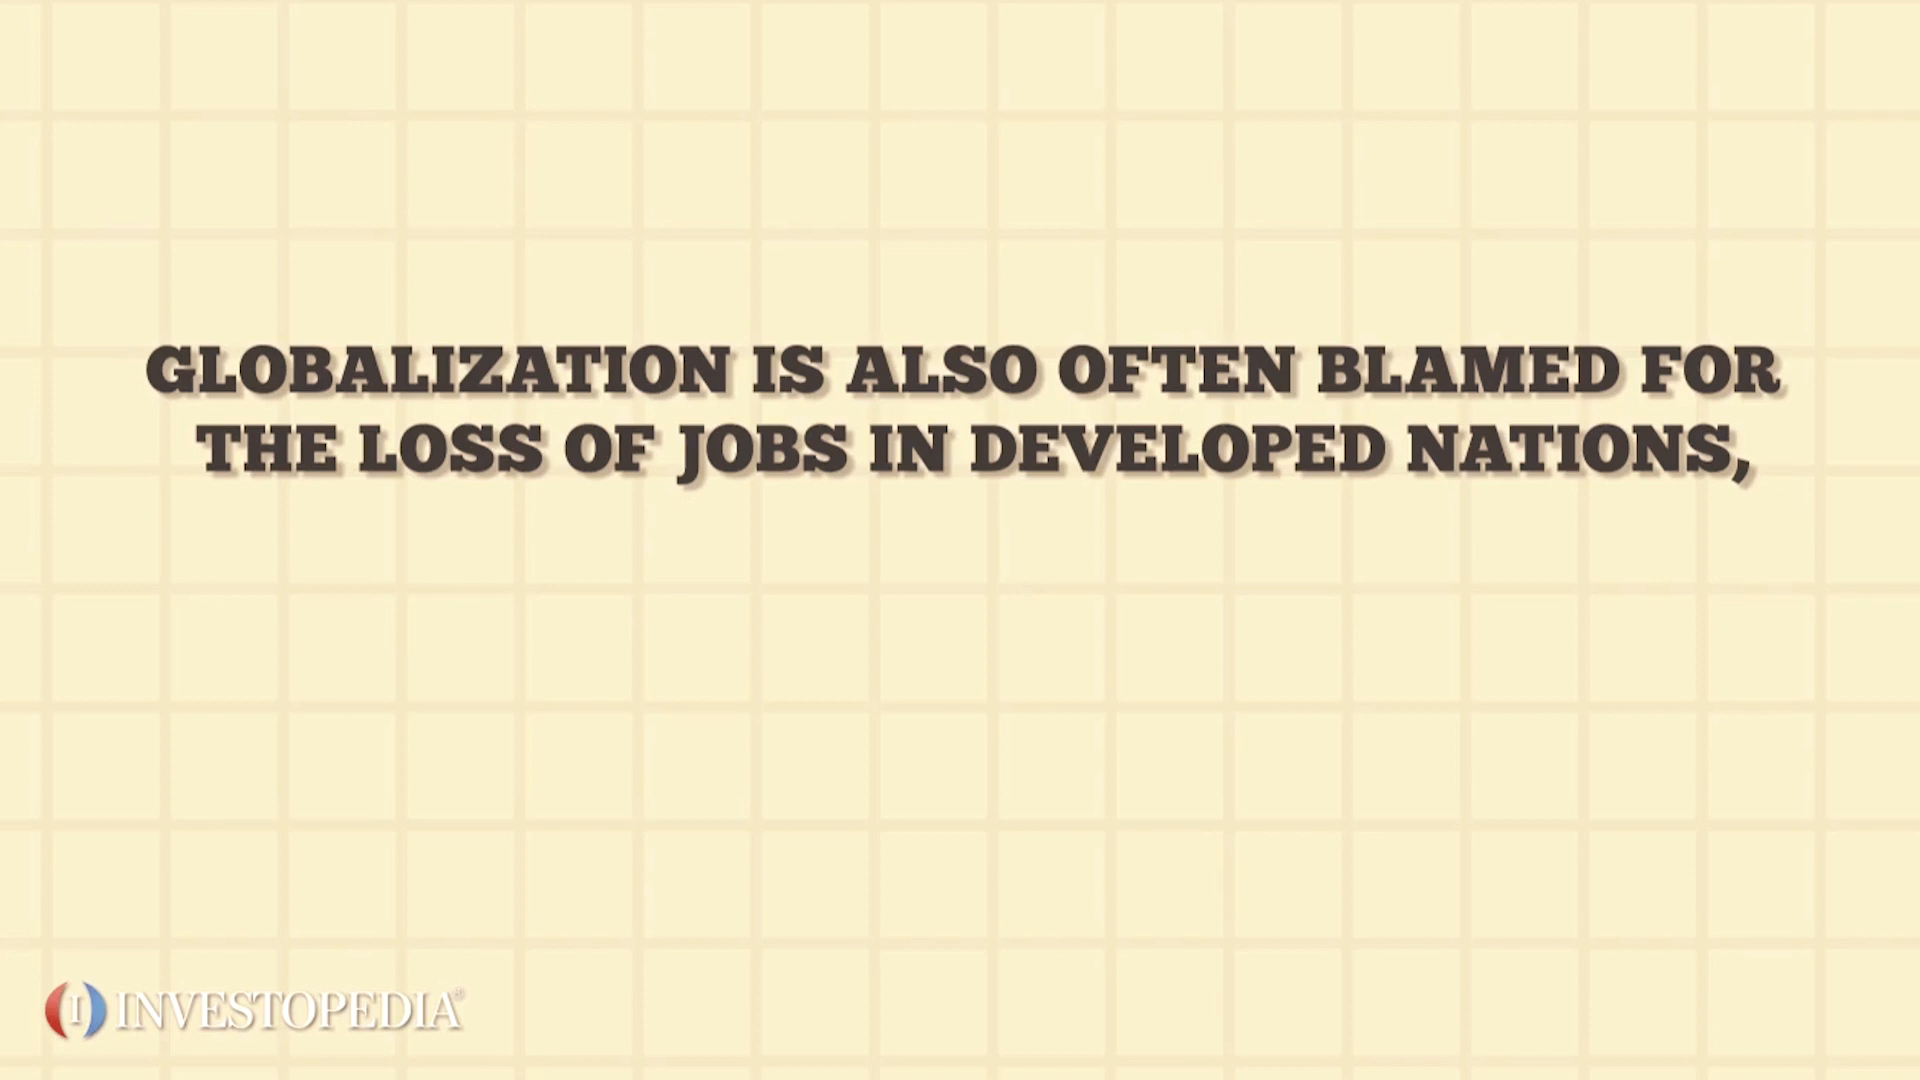 GLOBALIZATION IS ALSO OFTEN BLAMED FOR
THE LOSS OF JOBS IN DEVELOPED NATIONS,
I INVESTOPEDIA®